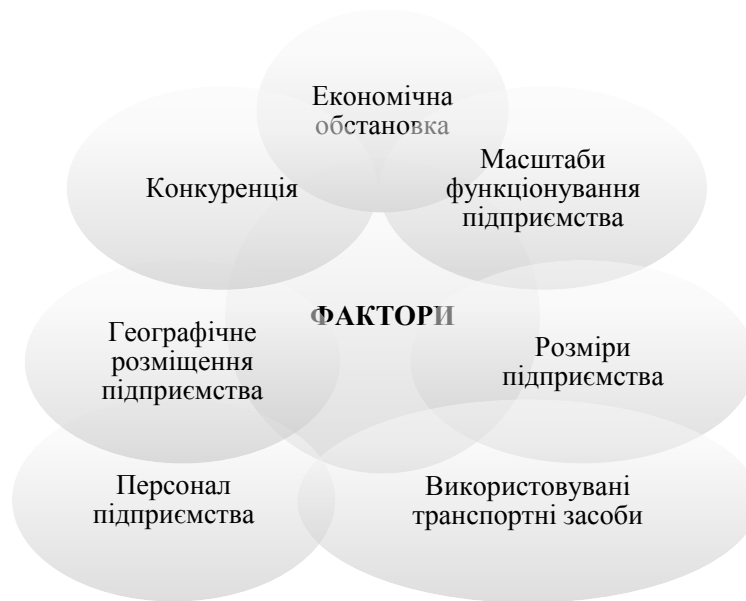 Економічна
обстановка
Конкуренція
Масштаби
функціонування
підприємства
ФАКТОРИ
Географічне
розміщення
підприємства
Розміри
підприємства
Персонал
підприємства
Використовувані
транспортні засоби